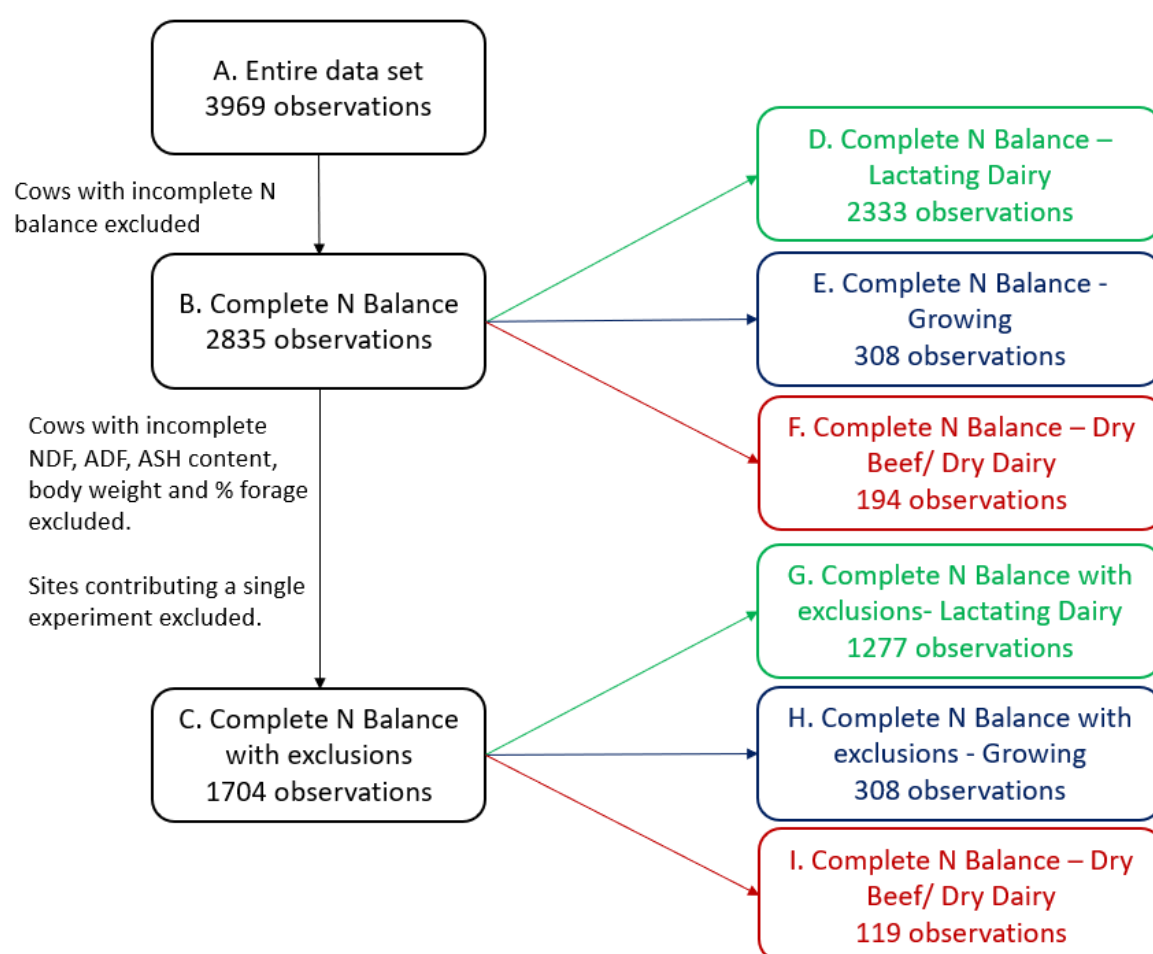 A. Entire data set
3969 observations
Cows with incomplete N
balance excluded
B. Complete N Balance
2835 observations
Cows with incomplete
NDF, ADF, ASH content,
body weight and % forage
excluded.
Sites contributing a single
experiment excluded.
C. Complete N Balance
with exclusions
1704 observations
D. Complete N Balance –
Lactating Dairy
2333 observations
E. Complete N Balance -
Growing
308 observations
F. Complete N Balance – Dry
Beef/ Dry Dairy
194 observations
G. Complete N Balance with
exclusions- Lactating Dairy
1277 observations
H. Complete N Balance with
exclusions - Growing
308 observations
I. Complete N Balance – Dry
Beef/ Dry Dairy
119 observations